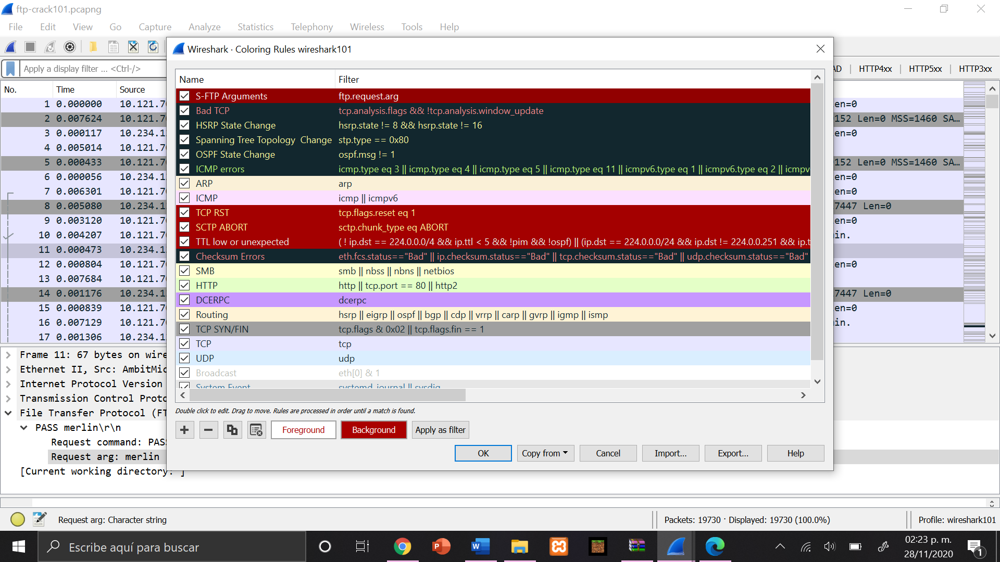 ftp-crack101.pcapng
File Edit View Go Capture Analyze Statistics Telephony Wireless Tools Help
Wireshark · Coloring Rules wireshark101
Apply a display filter ... <Ctrl-/>
HTTP4xx HTTP5xx HTTP3xx
No. Time Source
1 0.000000 10.121.7
2 0.007624 10.121.7
3 0.000117 10.234.1
4 0.005014 10.121.7
5 0.000433 10.121.7
6 0.000056 10.234.1
7 0.006301 10.121.7
8 0.005080 10.234.1
9 0.003120 10.121.7
10 0.004207 10.121.7
11 0.000473 10.234.1
12 0.000804 10.121.7
13 0.007684 10.121.7
14 0.001176 10.234.1
15 0.000839 10.121.7
16 0.007129 10.121.7
17 0.001306 10.234.1
en=0
152 Len=0 MSS=1460 SA…
en=0
152 Len=0 MSS=1460 SA…
en=0
en=0
7447 Len=0
en=0
in.
en=0
7447 Len=0
en=0
in.
Name Filter
S-FTP Arguments ftp.request.arg
Bad TCP tcp.analysis.flags && !tcp.analysis.window_update
HSRP State Change hsrp.state != 8 && hsrp.state != 16
Spanning Tree Topology  Change stp.type == 0x80
OSPF State Change ospf.msg != 1
ICMP errors icmp.type eq 3 || icmp.type eq 4 || icmp.type eq 5 || icmp.type eq 11 || icmpv6.type eq 1 || icmpv6.type eq 2 || icmpv
ARP arp
ICMP icmp || icmpv6
TCP RST tcp.flags.reset eq 1
SCTP ABORT sctp.chunk_type eq ABORT
TTL low or unexpected ( ! ip.dst == 224.0.0.0/4 && ip.ttl < 5 && !pim && !ospf) || (ip.dst == 224.0.0.0/24 && ip.dst != 224.0.0.251 && ip.t
Checksum Errors eth.fcs.status=="Bad" || ip.checksum.status=="Bad" || tcp.checksum.status=="Bad" || udp.checksum.status=="Bad"
SMB smb || nbss || nbns || netbios
HTTP http || tcp.port == 80 || http2
DCERPC dcerpc
Routing hsrp || eigrp || ospf || bgp || cdp || vrrp || carp || gvrp || igmp || ismp
TCP SYN/FIN tcp.flags & 0x02 || tcp.flags.fin == 1
TCP tcp
UDP udp
Broadcast eth[0] & 1
System Event systemd_journal || sysdig
Double click to edit. Drag to move. Rules are processed in order until a match is found.
Foreground Background Apply as filter
OK Copy from Cancel Import... Export... Help
Frame 11: 67 bytes on wire
Ethernet II, Src: AmbitMic
Internet Protocol Version
Transmission Control Proto
File Transfer Protocol (FT
PASS merlin\r\n
Request command: PASS
Request arg: merlin
[Current working directory: ]
Request arg: Character string
Packets: 19730 · Displayed: 19730 (100.0%)
Profile: wireshark101
Escribe aquí para buscar
02:23 p. m.
28/11/2020
1